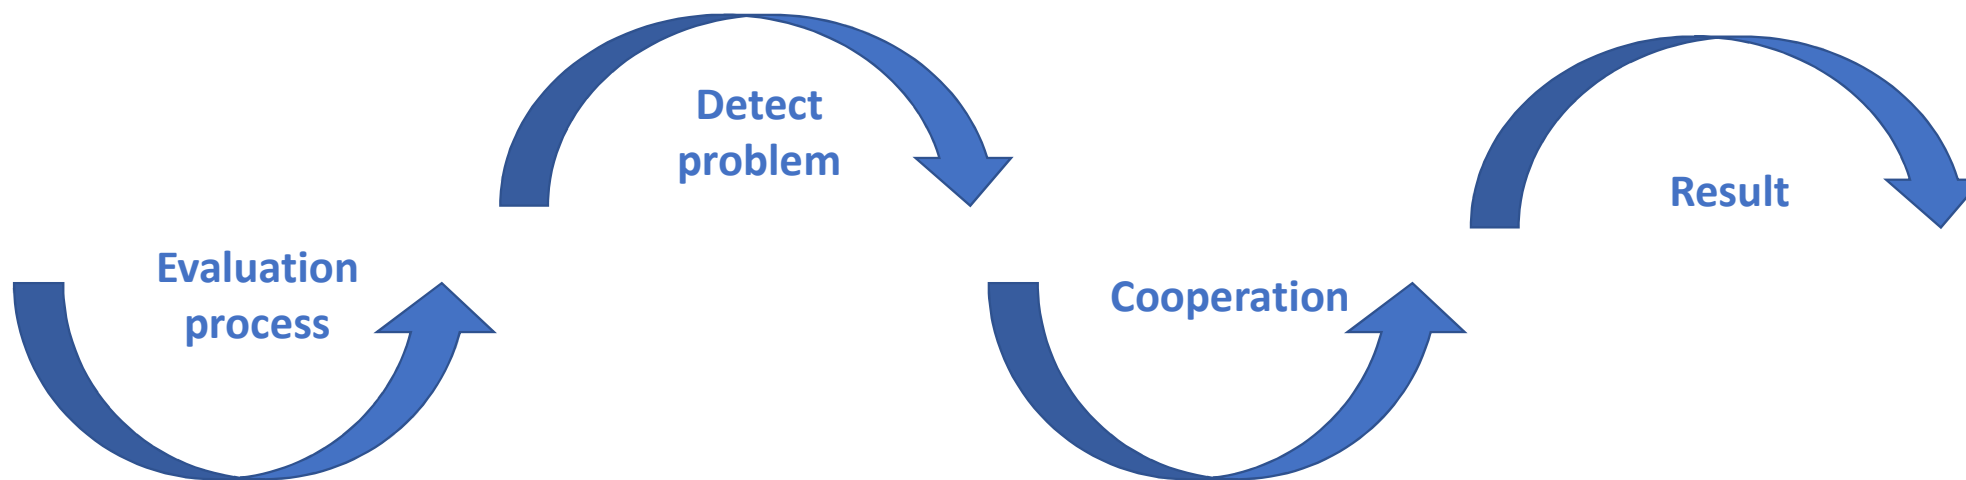 Evaluation
process
Detect
problem
Cooperation
Result